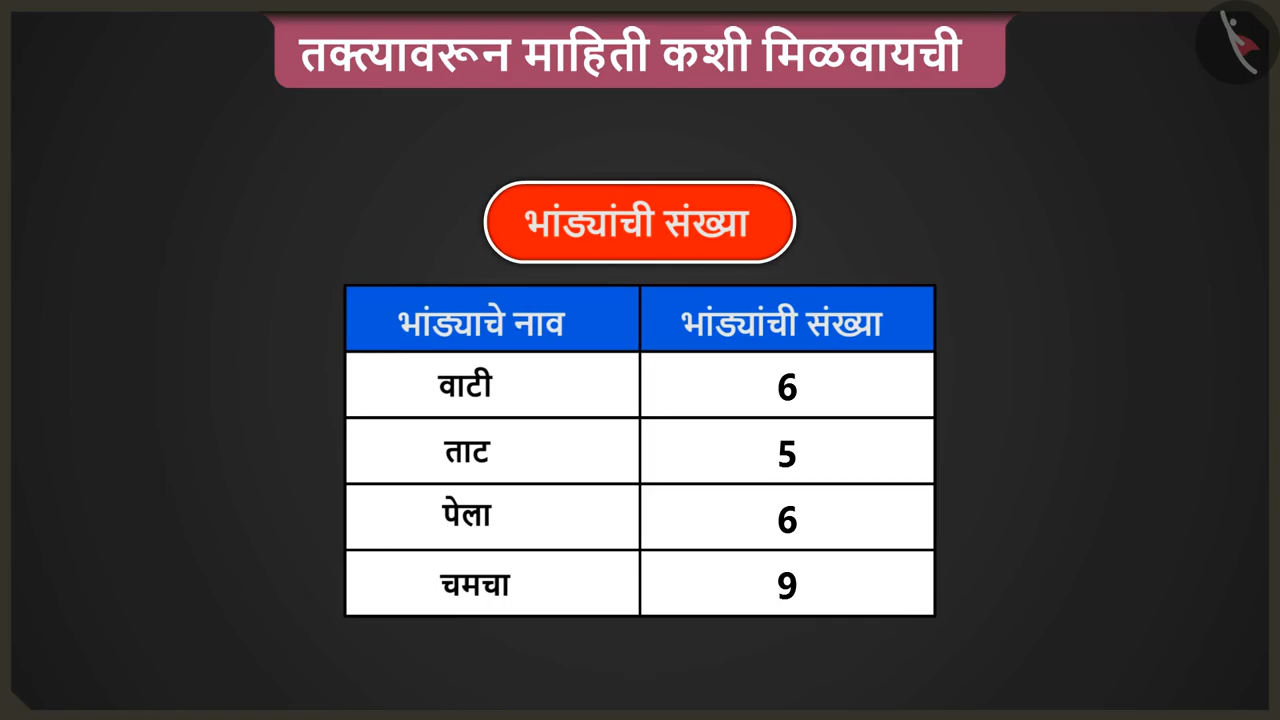 तक्त्यावरून माहिती कशी मिळवायची
भांड्यांची संख्या
भांड्याचे नाव भांड्यांची संख्या
वाटी 6
ताट 5
पेला 6
चमचा 9